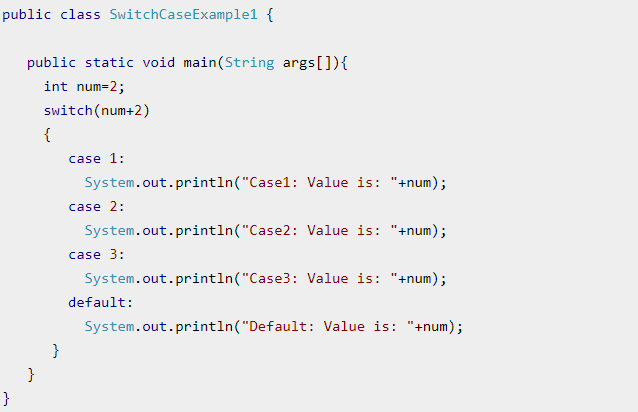 public class SwitchCaseExample1 {
public static void main(String args[]){
int num=2;
switch(num+2)
{
case 1:
System.out.println("Case1: Value is: "+num);
case 2:
System.out.println("Case2: Value is: "+num);
case 3:
System.out.println("Case3: Value is: "+num);
default:
System.out.println("Default: Value is: "+num);
}
}
}